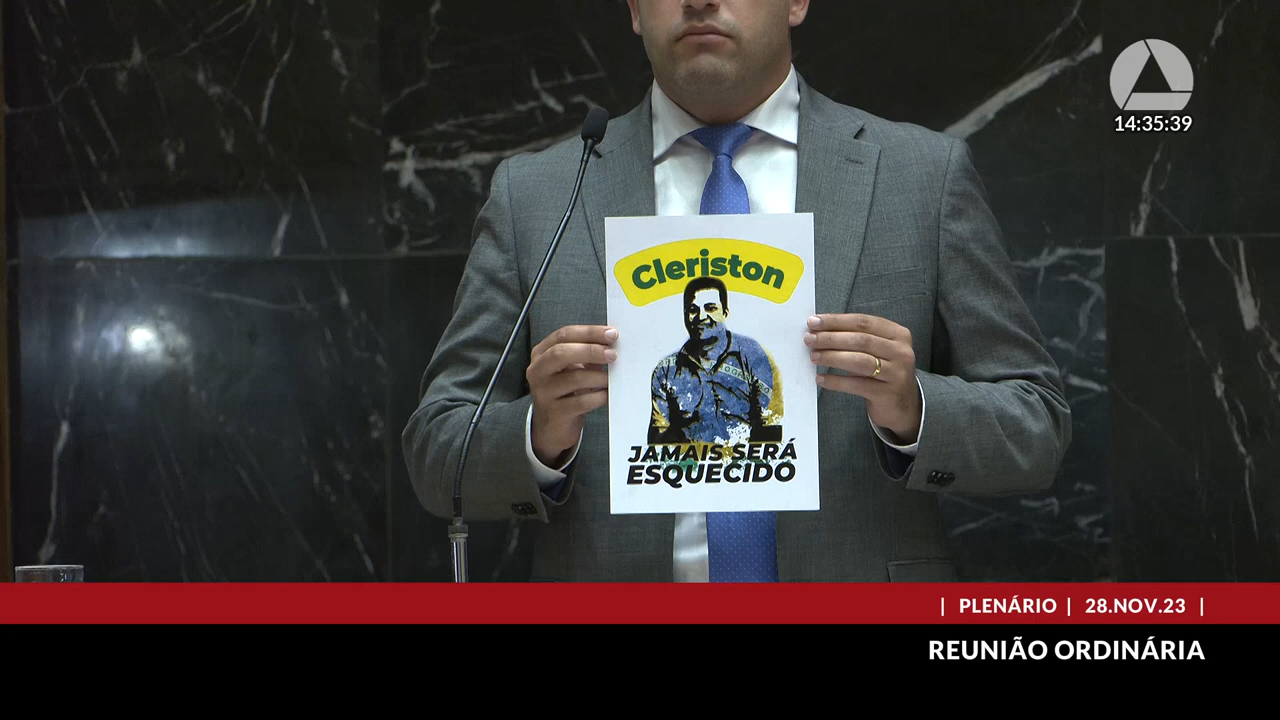 14:35:39
Cleriston
JAMAIS SERÁ
ESQUECIDO
| PLENÁRIO | 28.NOV.23 |
REUNIÃO ORDINÁRIA